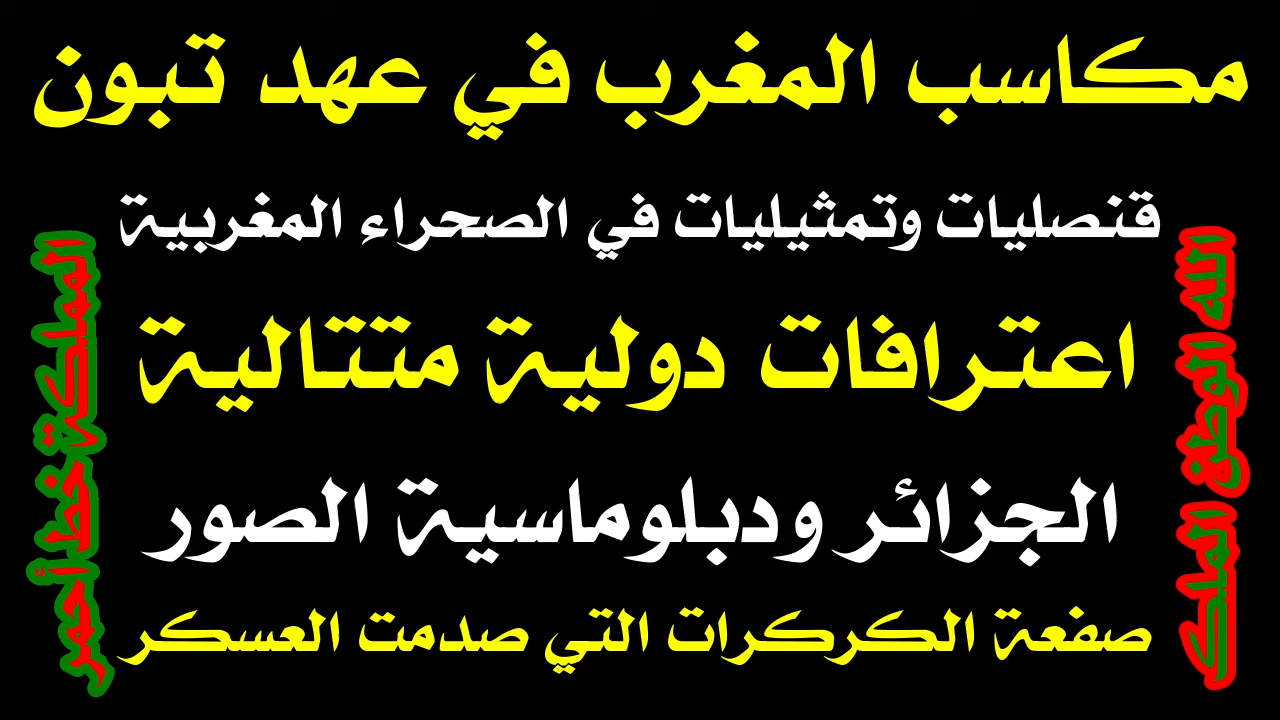 مكاسب المغرب في عهد تبون
قنصليات وتمثيليات في الصحراء المغربية
اعترافات دولية متتالية
الجزائر ودبلوماسية الصور
صفعة الكركرات التي صدمت العسكر
الله الوطن الملك
المملكة خط أحمر